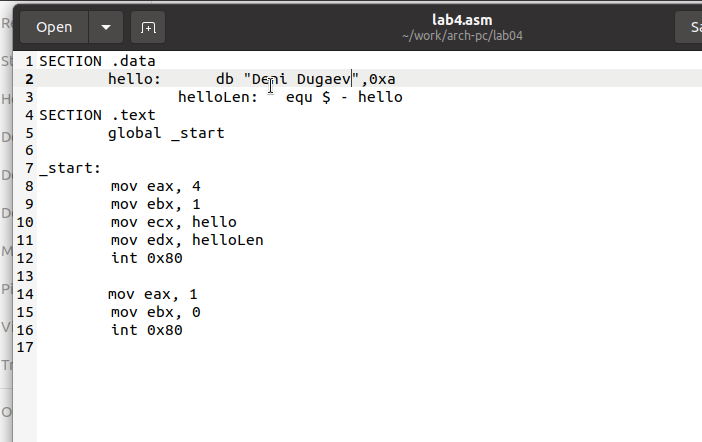 Open
lab4.asm
~/work/arch-pc/lab04
1 SECTION .data
2 hello: db "Deni Dugaev",0xa
3 helloLen: equ $ - hello
4 SECTION .text
5 global _start
6
7 _start:
8 mov eax, 4
9 mov ebx, 1
10 mov ecx, hello
11 mov edx, helloLen
12 int 0x80
13
14 mov eax, 1
15 mov ebx, 0
16 int 0x80
17